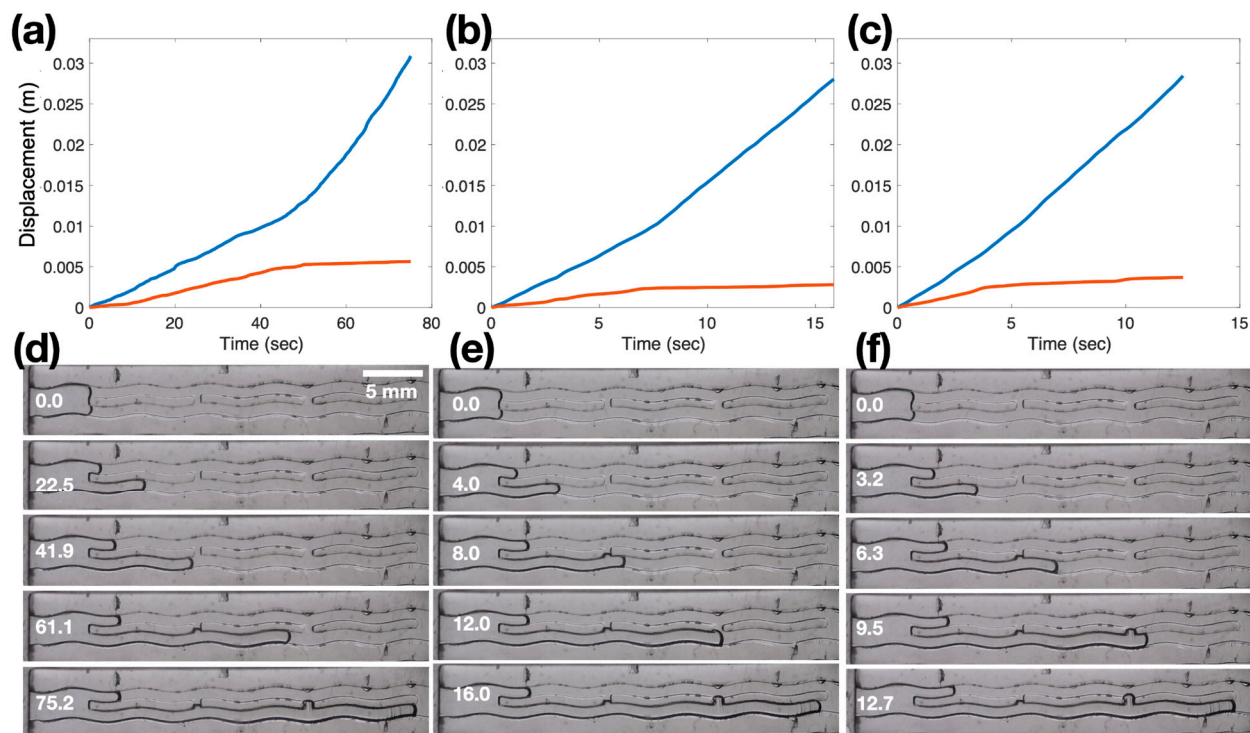 (a) (b) (c)
Displacement (m)
0.03 0.03 0.03
0.025 0.025 0.025
0.02 0.02 0.02
0.015 0.015 0.015
0.01 0.01 0.01
0.005 0.005 0.005
0 0 0
0 20 40 60 80 0 5 10 15 0 5 10 15
Time (sec) Time (sec) Time (sec)
(d) (e) (f)
5 mm
0.0 0.0 0.0
22.5 4.0 3.2
41.9 8.0 6.3
61.1 12.0 9.5
75.2 16.0 12.7